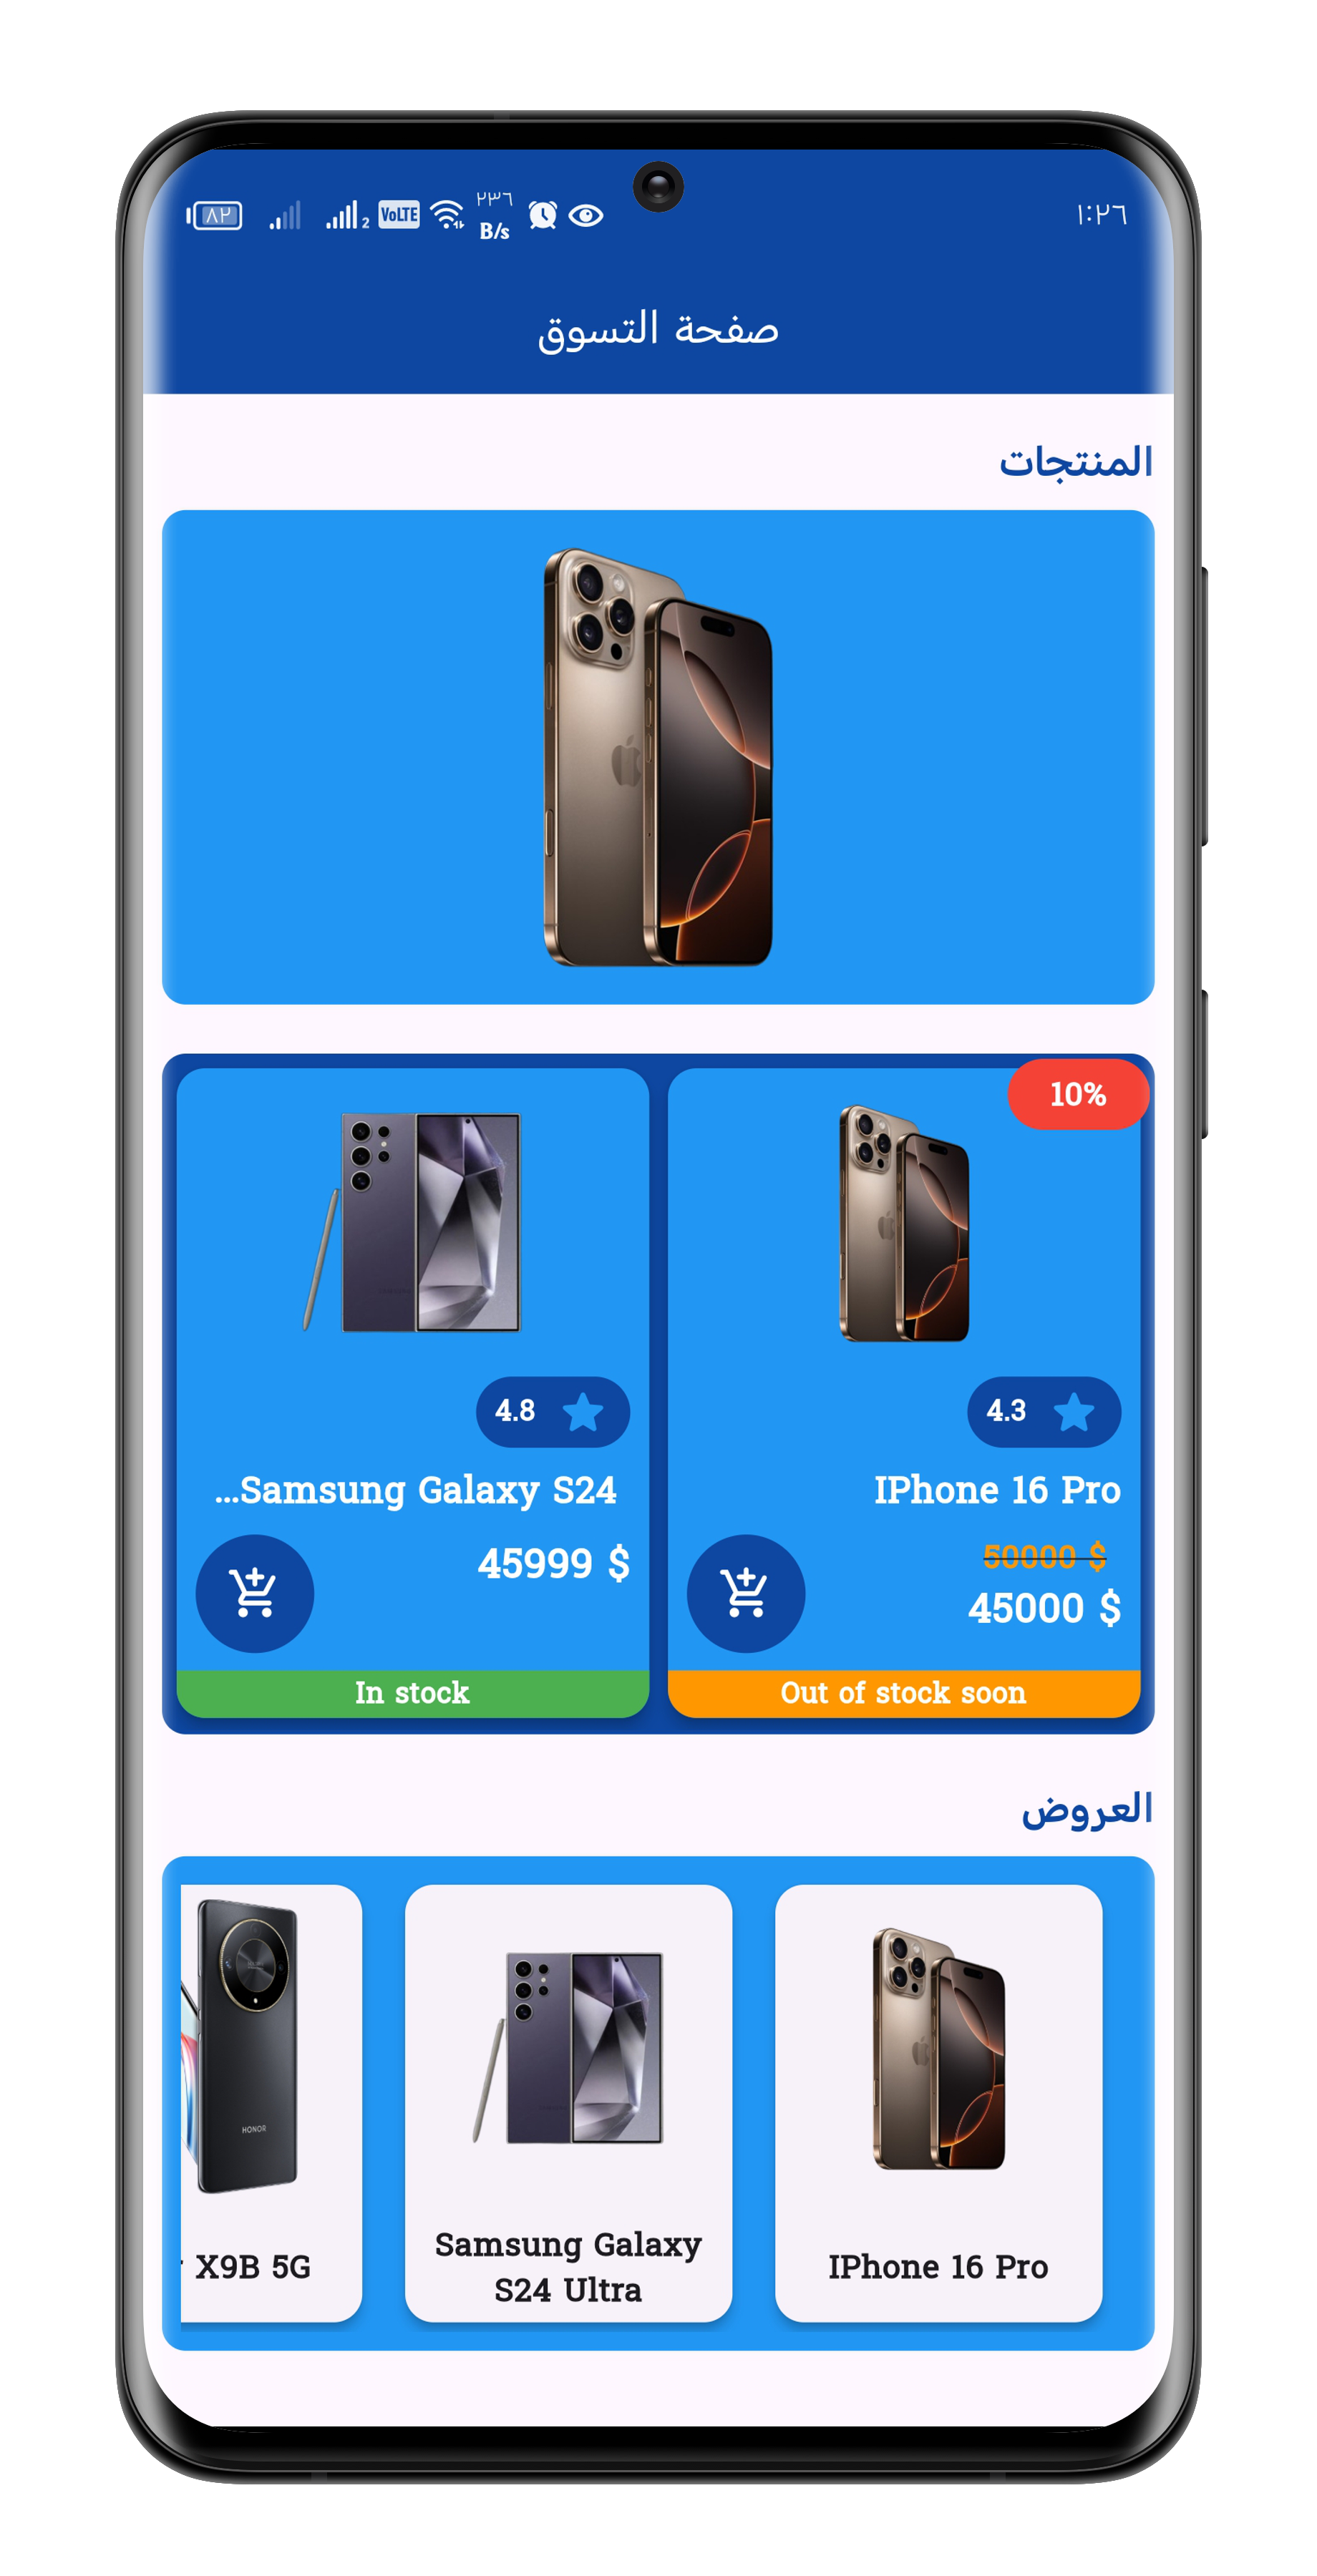 ١:٢٦
٢٣٦
B/s
VoLTE
2
٨٢
صفحة التسوق
المنتجات
10%
4.3
IPhone 16 Pro
50000 $
45000 $
Out of stock soon
4.8
Samsung Galaxy S24...
45999 $
In stock
العروض
IPhone 16 Pro
Samsung Galaxy
S24 Ultra
HONOR
X9B 5G